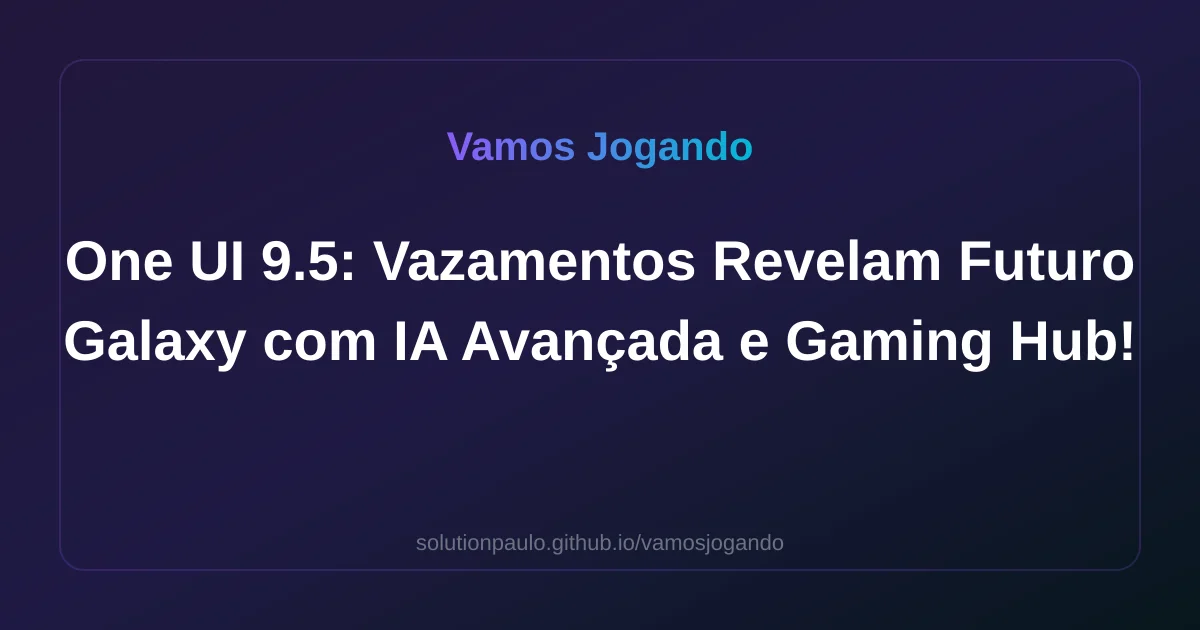 Vamos Jogando
One UI 9.5: Vazamentos Revelam Futuro
Galaxy com IA Avançada e Gaming Hub!
solutionpaulo.github.io/vamosjogando